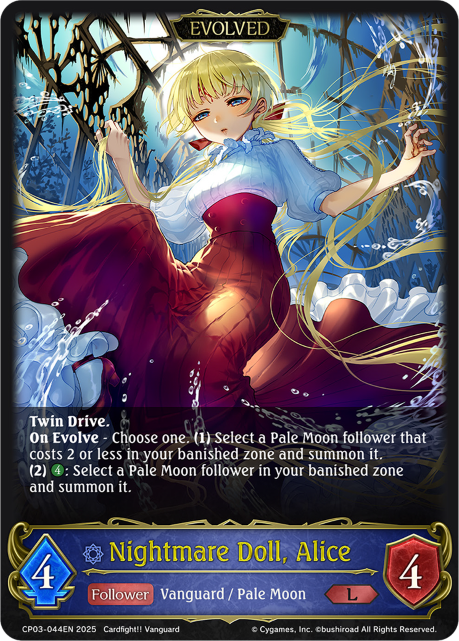 EVOLVED
Twin Drive.
On Evolve - Choose one. (1) Select a Pale Moon follower that
costs 2 or less in your banished zone and summon it.
(2) 4: Select a Pale Moon follower in your banished zone
and summon it.
Nightmare Doll, Alice
4
Follower Vanguard / Pale Moon L
4
CP03-044EN 2025 Cardfight!! Vanguard © Cygames, Inc. ©bushiroad All Rights Reserved.